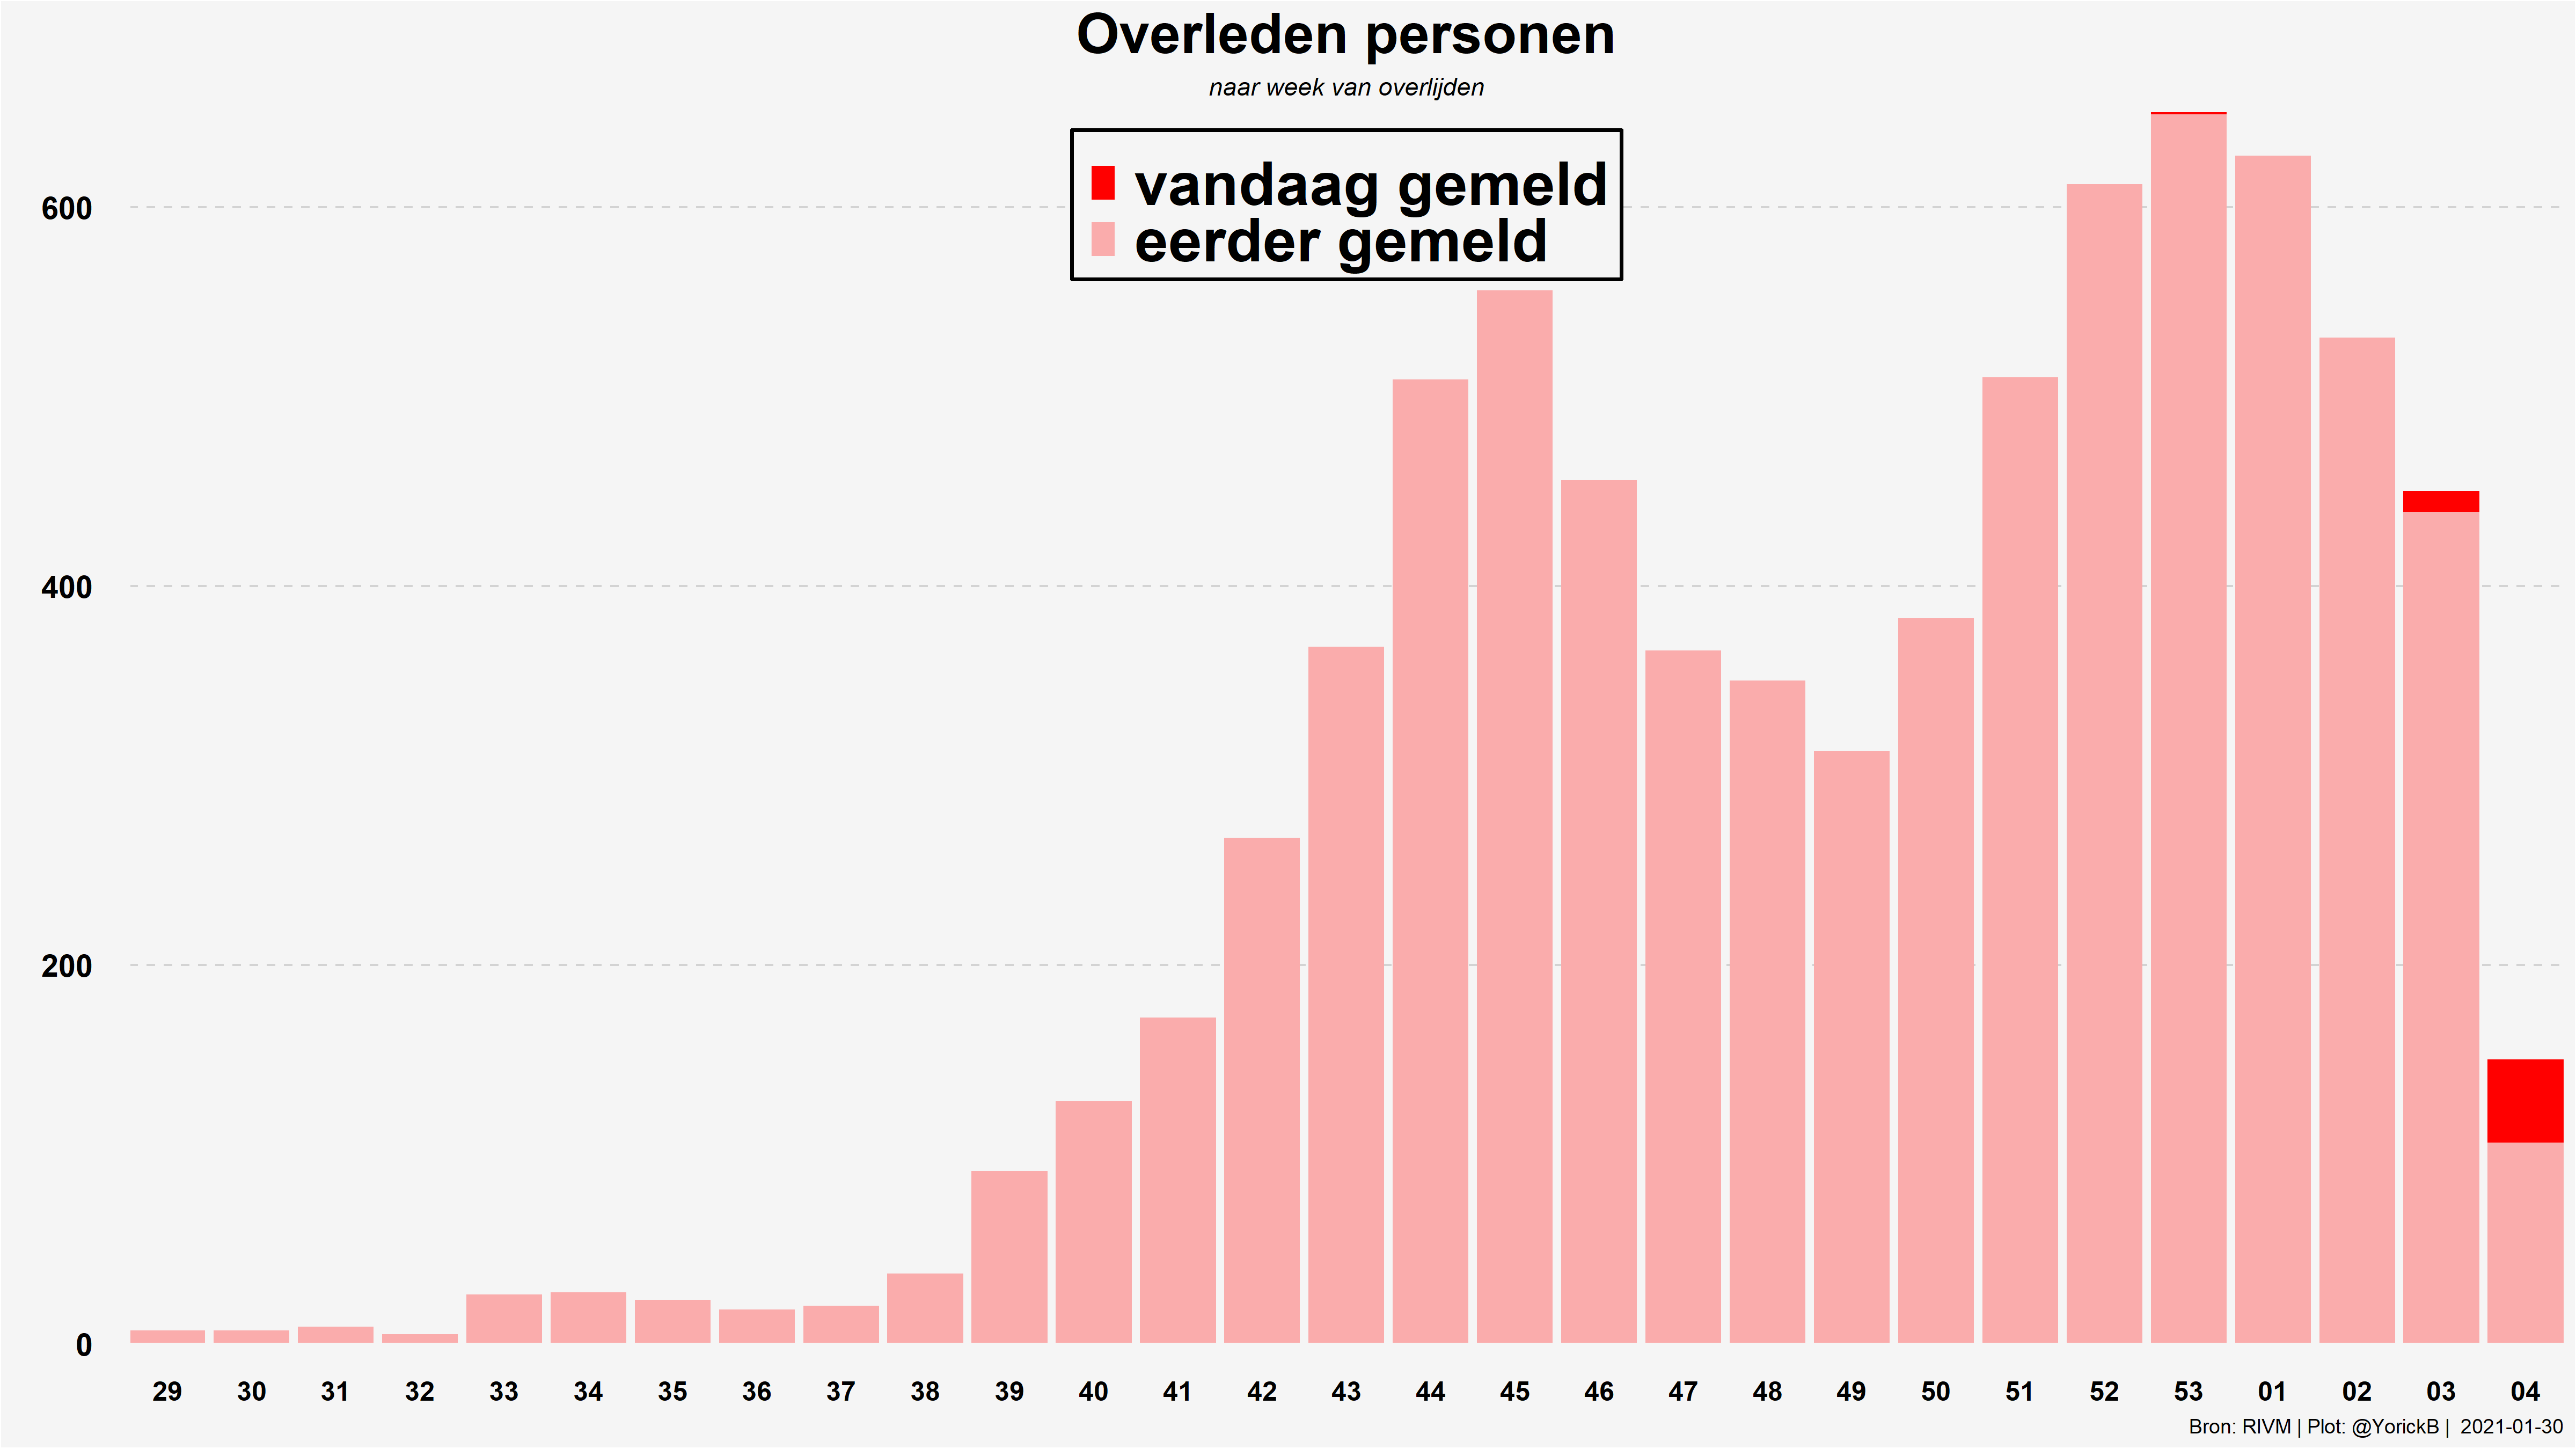 Overleden personen
naar week van overlijden
vandaag gemeld
eerder gemeld
600
400
200
0
29 30 31 32 33 34 35 36 37 38 39 40 41 42 43 44 45 46 47 48 49 50 51 52 53 01 02 03 04
Bron: RIVM | Plot: @YorickB | 2021-01-30